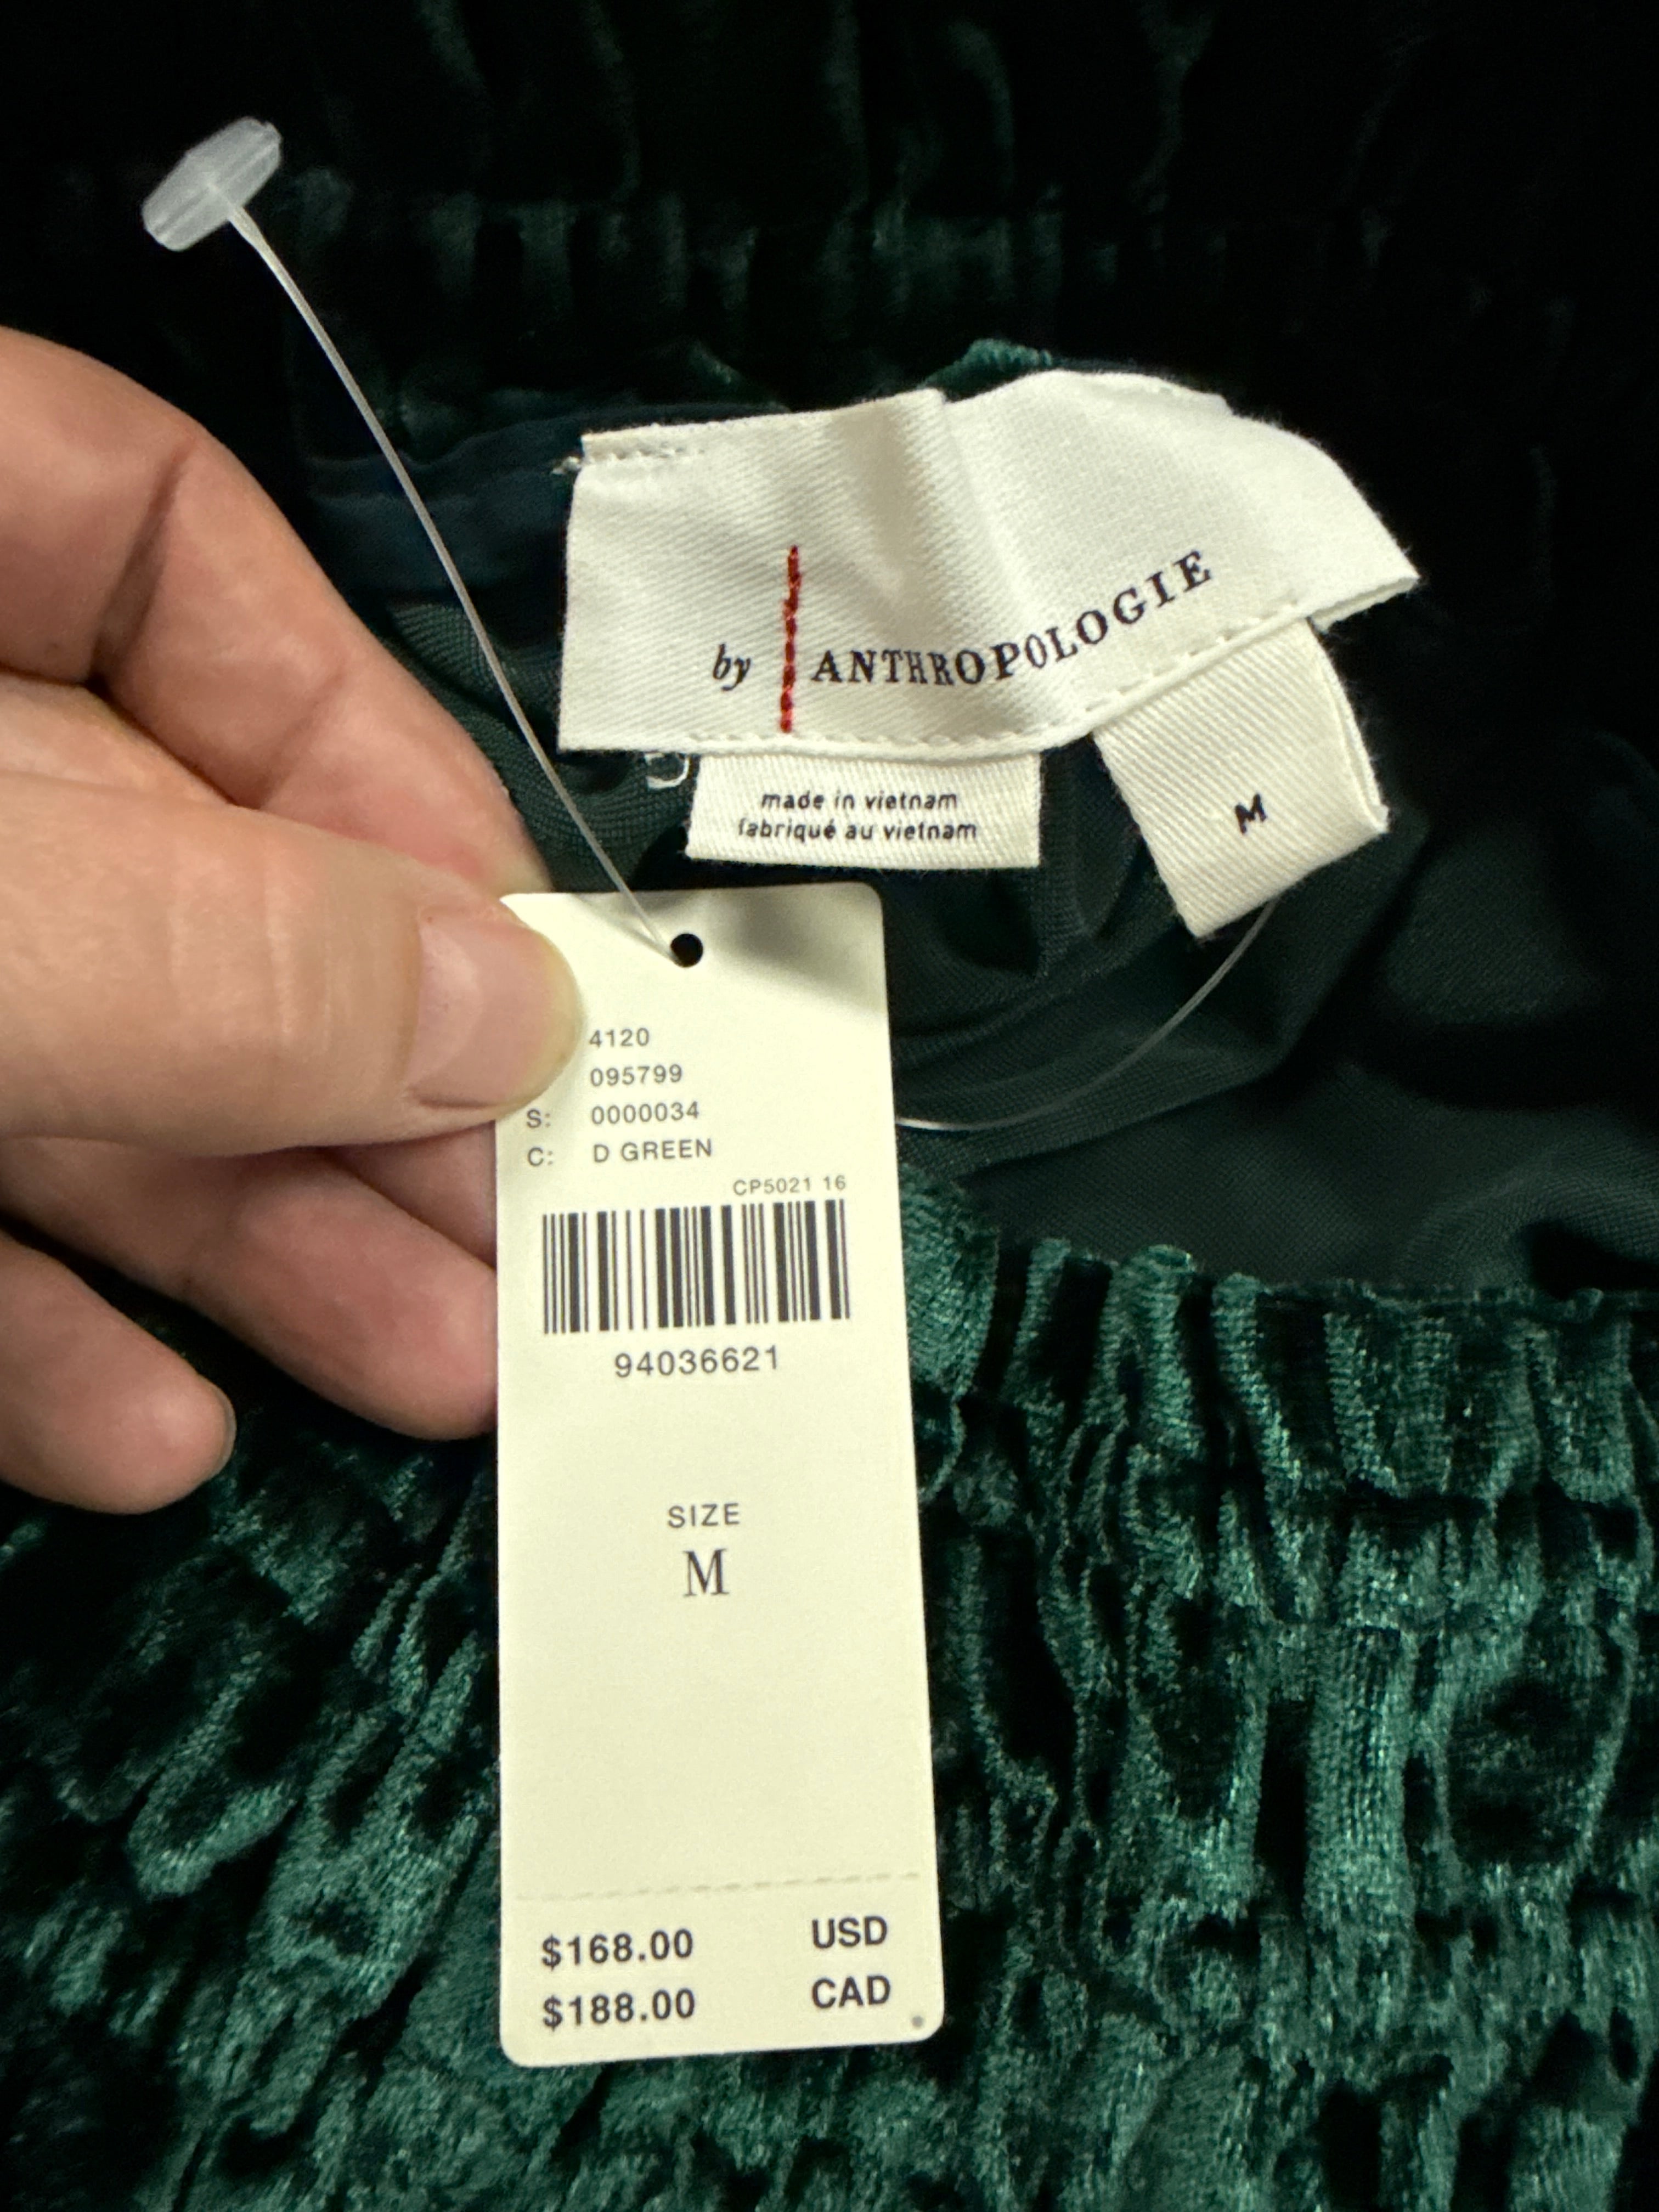 by | ANTHROPOLOGIE
made in vietnam
fabriqué au vietnam
M
4120
095799
S: 0000034
C: D GREEN
CP5021 16
94036621
SIZE
M
$168.00 USD
$188.00 CAD